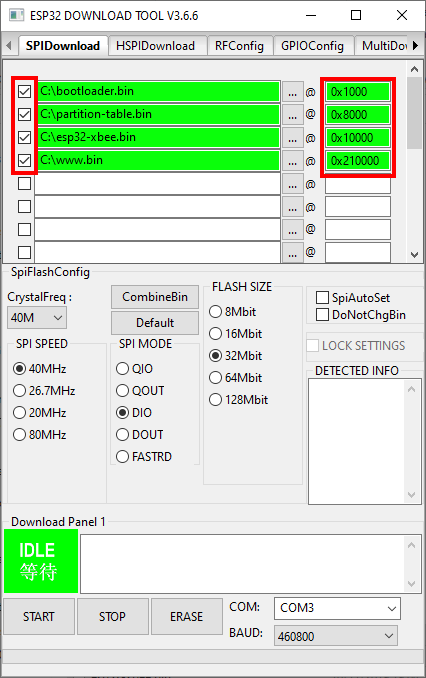 ESP32 DOWNLOAD TOOL V3.6.6
SPIDownload HSPIDownload RFConfig GPIOConfig MultiDow
C:\bootloader.bin ... @ 0x1000
C:\partition-table.bin ... @ 0x8000
C:\esp32-xbee.bin ... @ 0x10000
C:\www.bin ... @ 0x210000
... @
... @
... @
... @
SpiFlashConfig
CrystalFreq :
40M
CombineBin
Default
SPI SPEED
40MHz
26.7MHz
20MHz
80MHz
SPI MODE
QIO
QOUT
DIO
DOUT
FASTRD
FLASH SIZE
8Mbit
16Mbit
32Mbit
64Mbit
128Mbit
SpiAutoSet
DoNotChgBin
LOCK SETTINGS
DETECTED INFO
Download Panel 1
IDLE
等待
START STOP ERASE
COM: COM3
BAUD: 460800